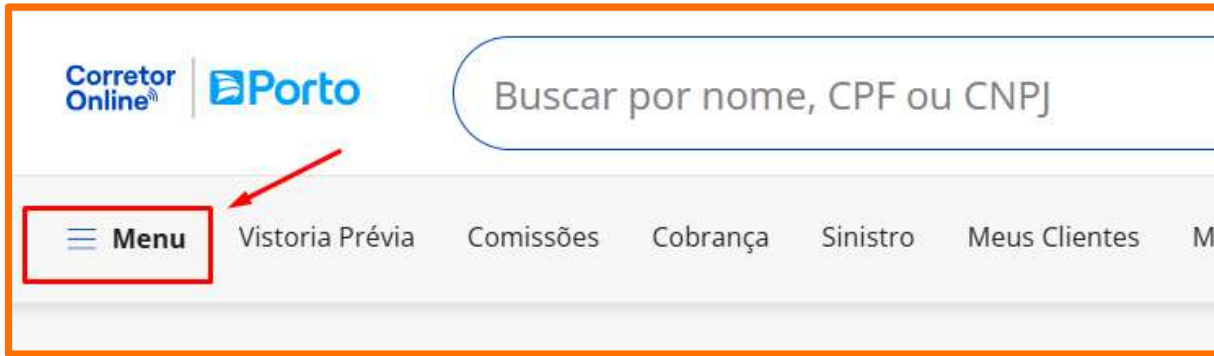 Corretor
Online
Porto
Buscar por nome, CPF ou CNPJ
Menu Vistoria Prévia Comissões Cobrança Sinistro Meus Clientes M